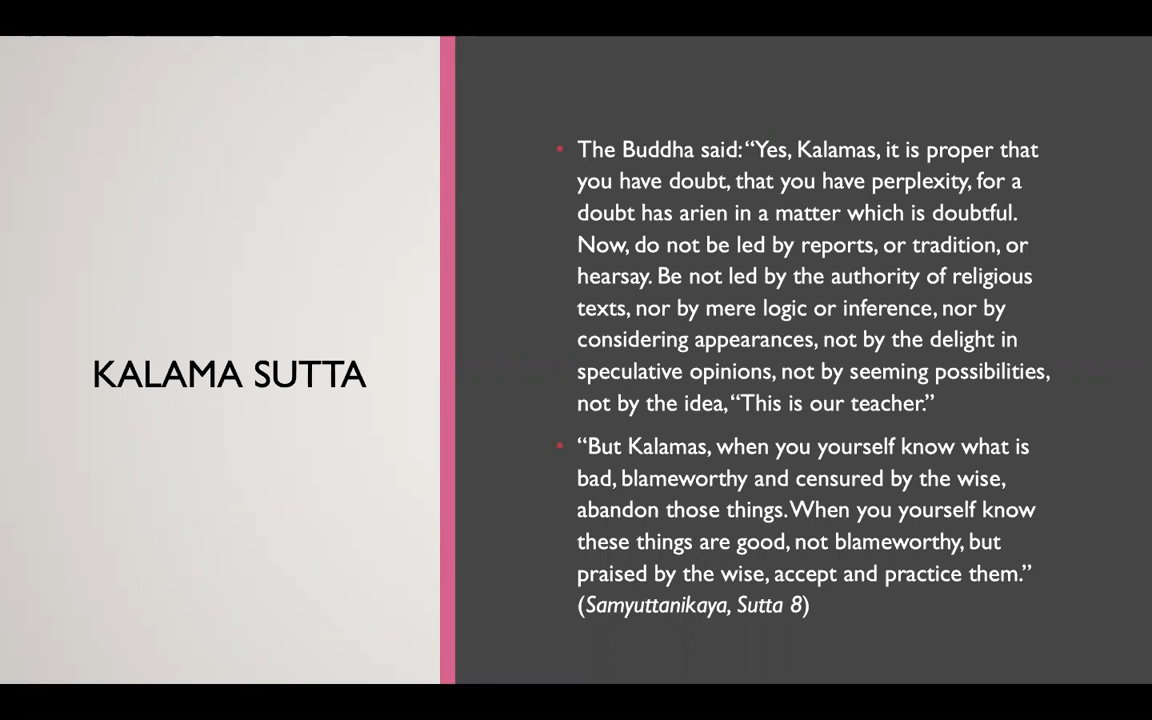 KALAMA SUTTA
• The Buddha said: “Yes, Kalamas, it is proper that
you have doubt, that you have perplexity, for a
doubt has arien in a matter which is doubtful.
Now, do not be led by reports, or tradition, or
hearsay. Be not led by the authority of religious
texts, nor by mere logic or inference, nor by
considering appearances, not by the delight in
speculative opinions, not by seeming possibilities,
not by the idea, “This is our teacher.”
• “But Kalamas, when you yourself know what is
bad, blameworthy and censured by the wise,
abandon those things. When you yourself know
these things are good, not blameworthy, but
praised by the wise, accept and practice them.”
(Samyuttanikaya, Sutta 8)